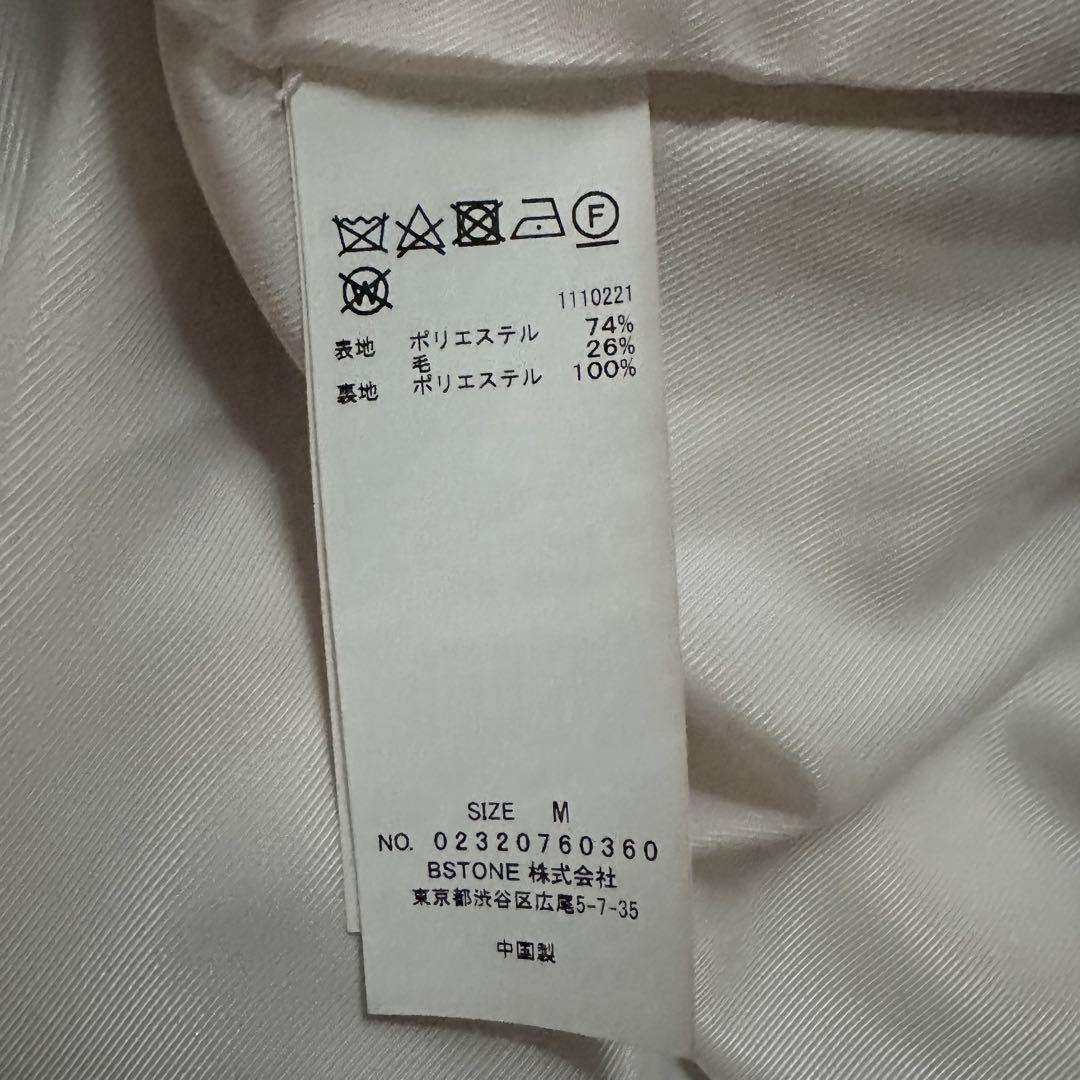 F
W
1110221
表地 ポリエステル 74%
毛 26%
裏地 ポリエステル 100%
SIZE M
NO. 02320760360
BSTONE 株式会社
東京都渋谷区広尾5-7-35
中国製